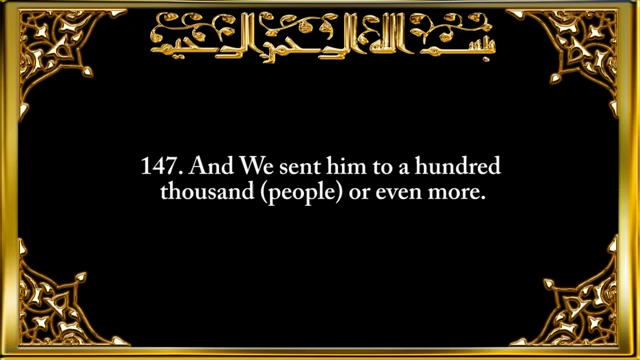 بسم الله الرحمن الرحيم
147. And We sent him to a hundred
thousand (people) or even more.